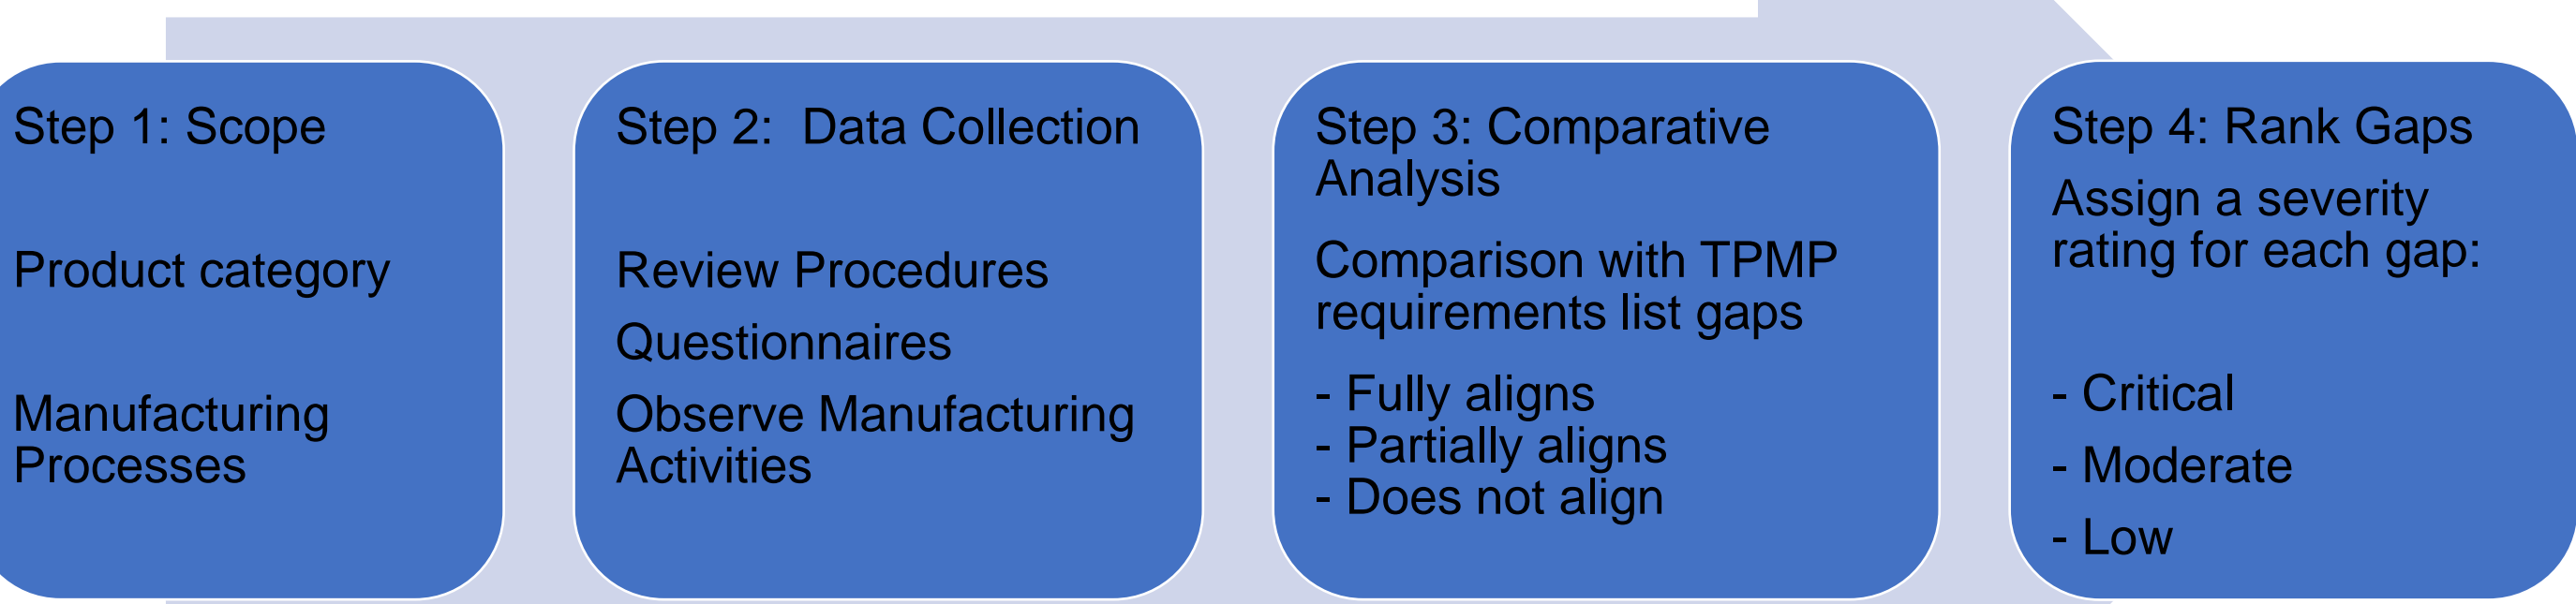 Step 1: Scope
Product category
Manufacturing
Processes
Step 2:  Data Collection
Review Procedures
Questionnaires
Observe Manufacturing
Activities
Step 3: Comparative
Analysis
Comparison with TPMP
requirements list gaps
- Fully aligns
- Partially aligns
- Does not align
Step 4: Rank Gaps
Assign a severity
rating for each gap:
- Critical
- Moderate
- Low